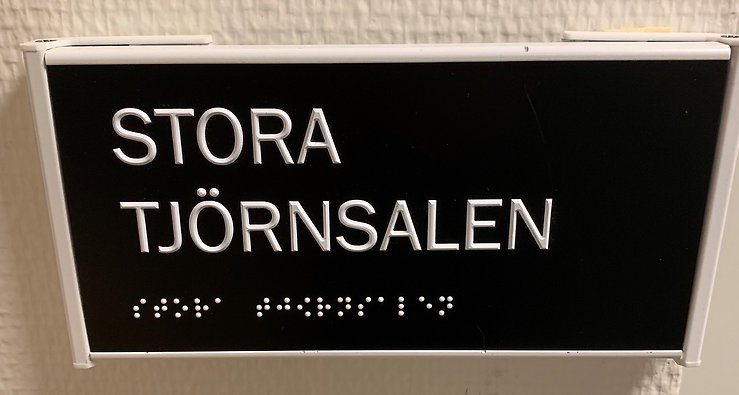 STORA
TJÖRNSALEN
⠎⠞⠕⠗⠁ ⠞⠚⠪⠗⠝⠎⠁⠇⠑⠝